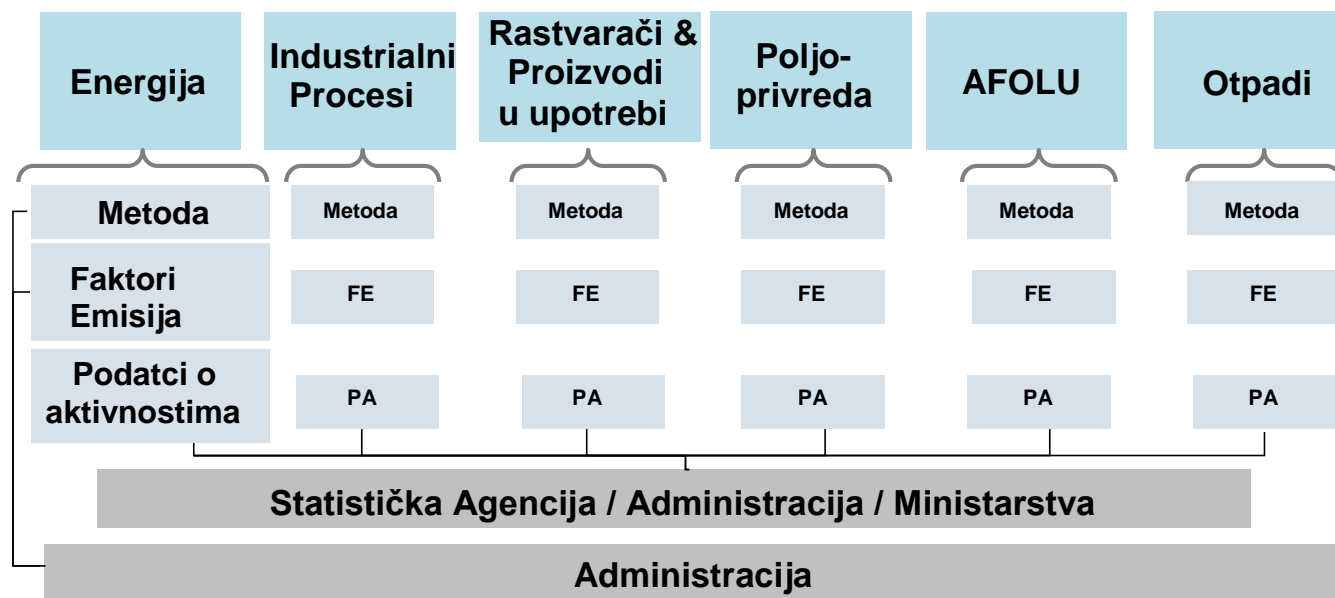 Energija
Industrialni
Procesi
Rastvarači &
Proizvodi
u upotrebi
Poljo-
privreda
AFOLU
Otpadi
Metoda
Metoda
Metoda
Metoda
Metoda
Metoda
Faktori
Emisija
FE
FE
FE
FE
FE
Podatci o
aktivnostima
PA
PA
PA
PA
PA
Statistička Agencija / Administracija / Ministarstva
Administracija